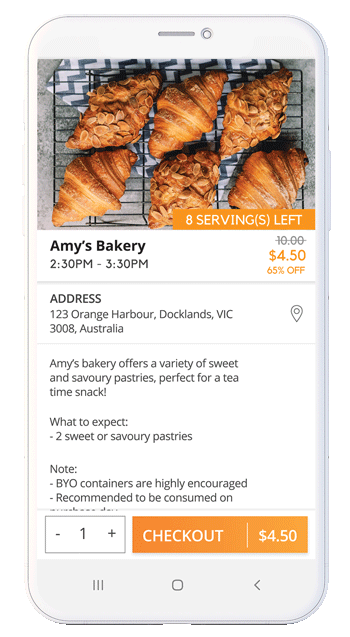 8 SERVING(S) LEFT
Amy's Bakery
10.00
2:30PM - 3:30PM
$4.50
65% OFF
ADDRESS
123 Orange Harbour, Docklands, VIC
3008, Australia
Amy's bakery offers a variety of sweet
and savoury pastries, perfect for a tea
time snack!
What to expect:
- 2 sweet or savoury pastries
Note:
- BYO containers are highly encouraged
- Recommended to be consumed on
purchase day
- 1 +
CHECKOUT
$4.50